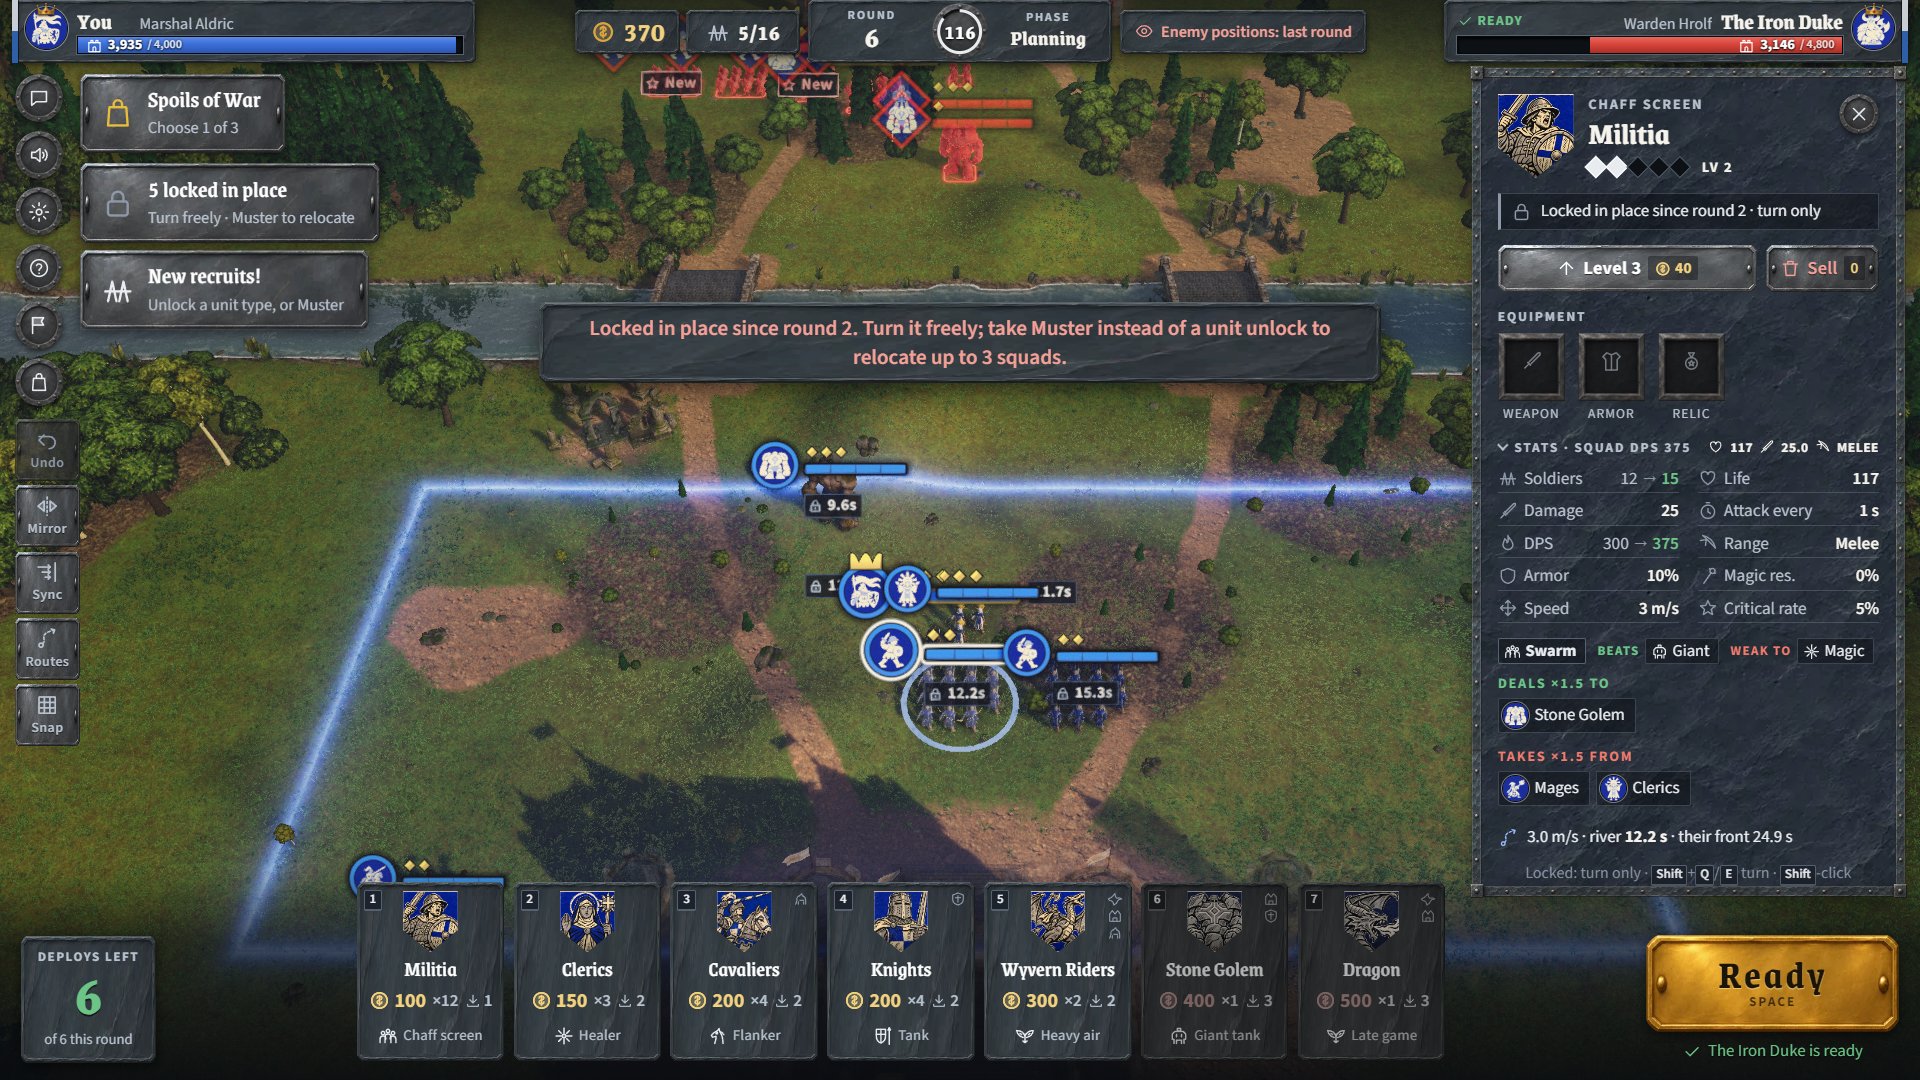 You
Marshal Aldric
3,935 / 4,000
370
5/16
ROUND
6
116
PHASE
Planning
Enemy positions: last round
READY
Warden Hrolf
The Iron Duke
3,146 / 4,800
Spoils of War
Choose 1 of 3
5 locked in place
Turn freely · Muster to relocate
New recruits!
Unlock a unit type, or Muster
New
New
Locked in place since round 2. Turn it freely; take Muster instead of a unit unlock to
relocate up to 3 squads.
Undo
Mirror
Sync
Routes
Snap
9.6s
1.7s
12.2s
15.3s
CHAFF SCREEN
Militia
LV 2
Locked in place since round 2 · turn only
Level 3
40
Sell
0
EQUIPMENT
WEAPON
ARMOR
RELIC
STATS · SQUAD DPS 375
117
25.0
MELEE
Soldiers 12 → 15
Life 117
Damage 25
Attack every 1 s
DPS 300 → 375
Range Melee
Armor 10%
Magic res. 0%
Speed 3 m/s
Critical rate 5%
Swarm BEATS Giant WEAK TO Magic
DEALS ×1.5 TO
Stone Golem
TAKES ×1.5 FROM
Mages
Clerics
3.0 m/s · river 12.2 s · their front 24.9 s
Locked: turn only · Shift + Q / E turn · Shift -click
DEPLOYS LEFT
6
of 6 this round
1
Militia
100 ×12 1
Chaff screen
2
Clerics
150 ×3 2
Healer
3
Cavaliers
200 ×4 2
Flanker
4
Knights
200 ×4 2
Tank
5
Wyvern Riders
300 ×2 2
Heavy air
6
Stone Golem
400 ×1 3
Giant tank
7
Dragon
500 ×1 3
Late game
Ready
SPACE
The Iron Duke is ready